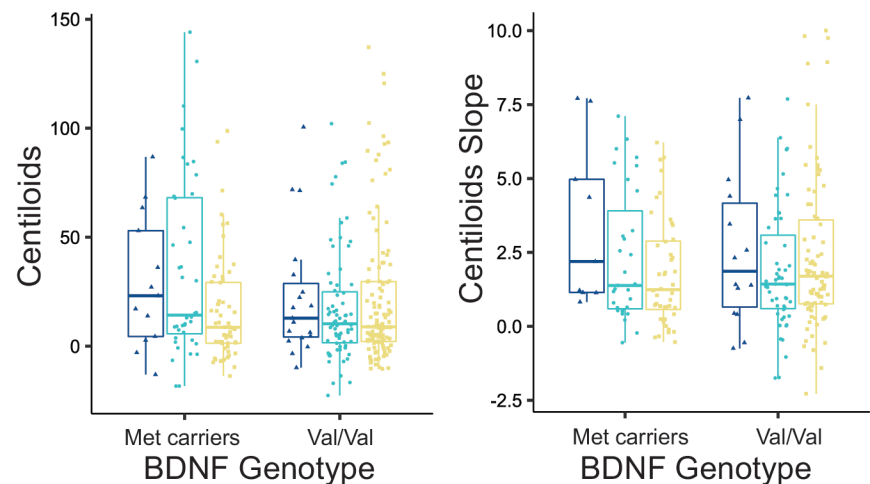 Centiloids
150
100
50
0
Met carriers
Val/Val
BDNF Genotype
Centiloids Slope
10.0
7.5
5.0
2.5
0.0
-2.5
Met carriers
Val/Val
BDNF Genotype